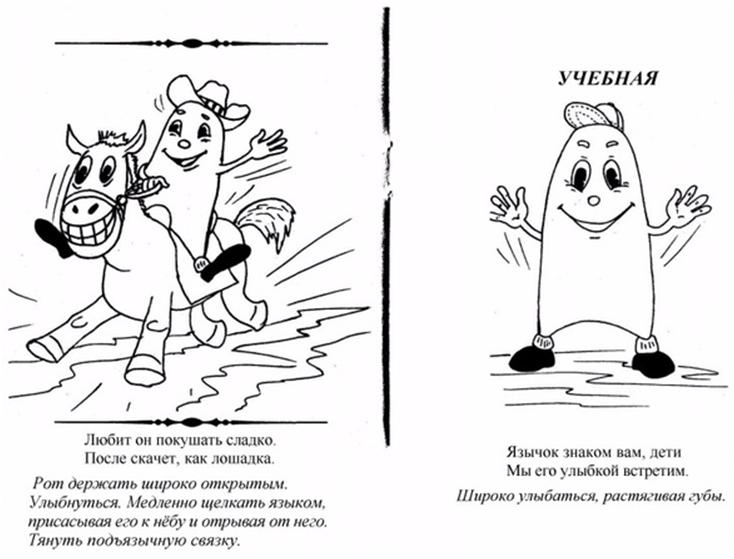 Любит он покушать сладко.
После скачет, как лошадка.
Рот держать широко открытым.
Улыбнуться. Медленно щелкать языком,
присасывая его к нёбу и отрывая от него.
Тянуть подъязычную связку.
УЧЕБНАЯ
Язычок знаком вам, дети
Мы его улыбкой встретим.
Широко улыбаться, растягивая губы.